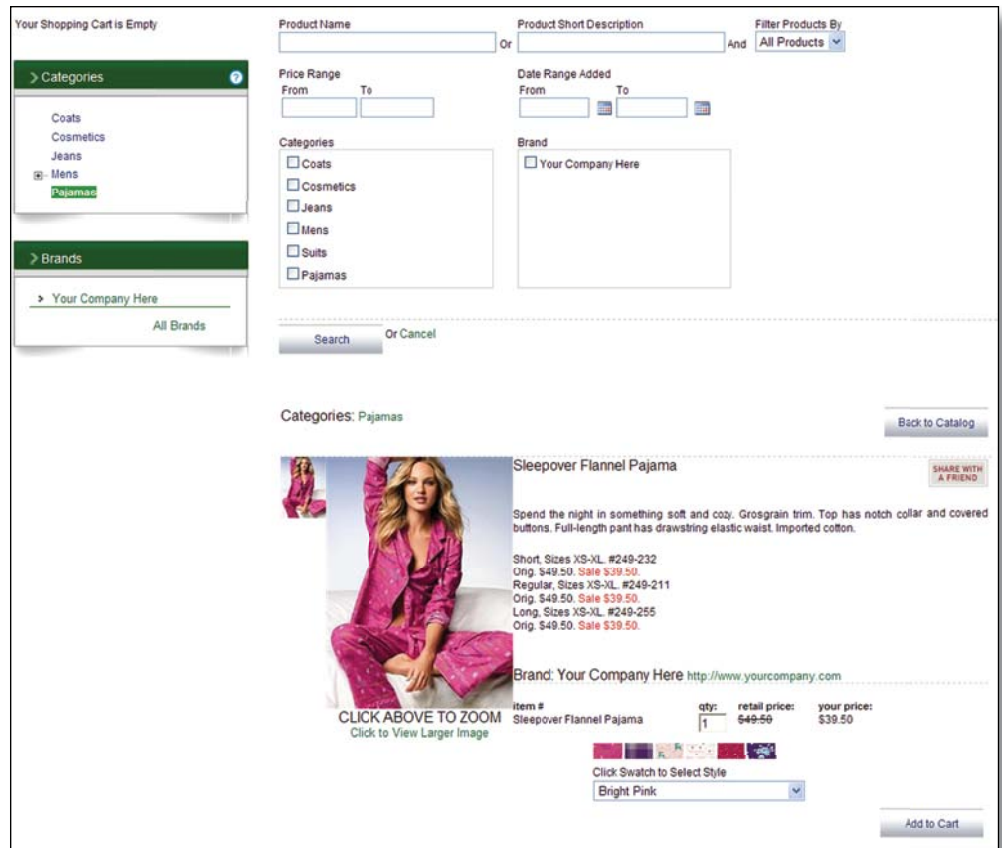 Your Shopping Cart is Empty
Categories
?
Coats
Cosmetics
Jeans
Mens
Pajamas
Brands
Your Company Here
All Brands
Product Name
Or
Product Short Description
And
Filter Products By
All Products
Price Range
From To
Date Range Added
From To
Categories
Coats
Cosmetics
Jeans
Mens
Suits
Pajamas
Brand
Your Company Here
Search
Or Cancel
Categories: Pajamas
Back to Catalog
CLICK ABOVE TO ZOOM
Click to View Larger Image
Sleepover Flannel Pajama
SHARE WITH
A FRIEND
Spend the night in something soft and cozy. Grosgrain trim. Top has notch collar and covered
buttons. Full-length pant has drawstring elastic waist. Imported cotton.
Short, Sizes XS-XL. #249-232
Orig. $49.50. Sale $39.50.
Regular, Sizes XS-XL. #249-211
Orig. $49.50. Sale $39.50.
Long, Sizes XS-XL. #249-255
Orig. $49.50. Sale $39.50.
Brand: Your Company Here http://www.yourcompany.com
item # qty: retail price: your price:
Sleepover Flannel Pajama 1 $49.50 $39.50
Click Swatch to Select Style
Bright Pink
Add to Cart